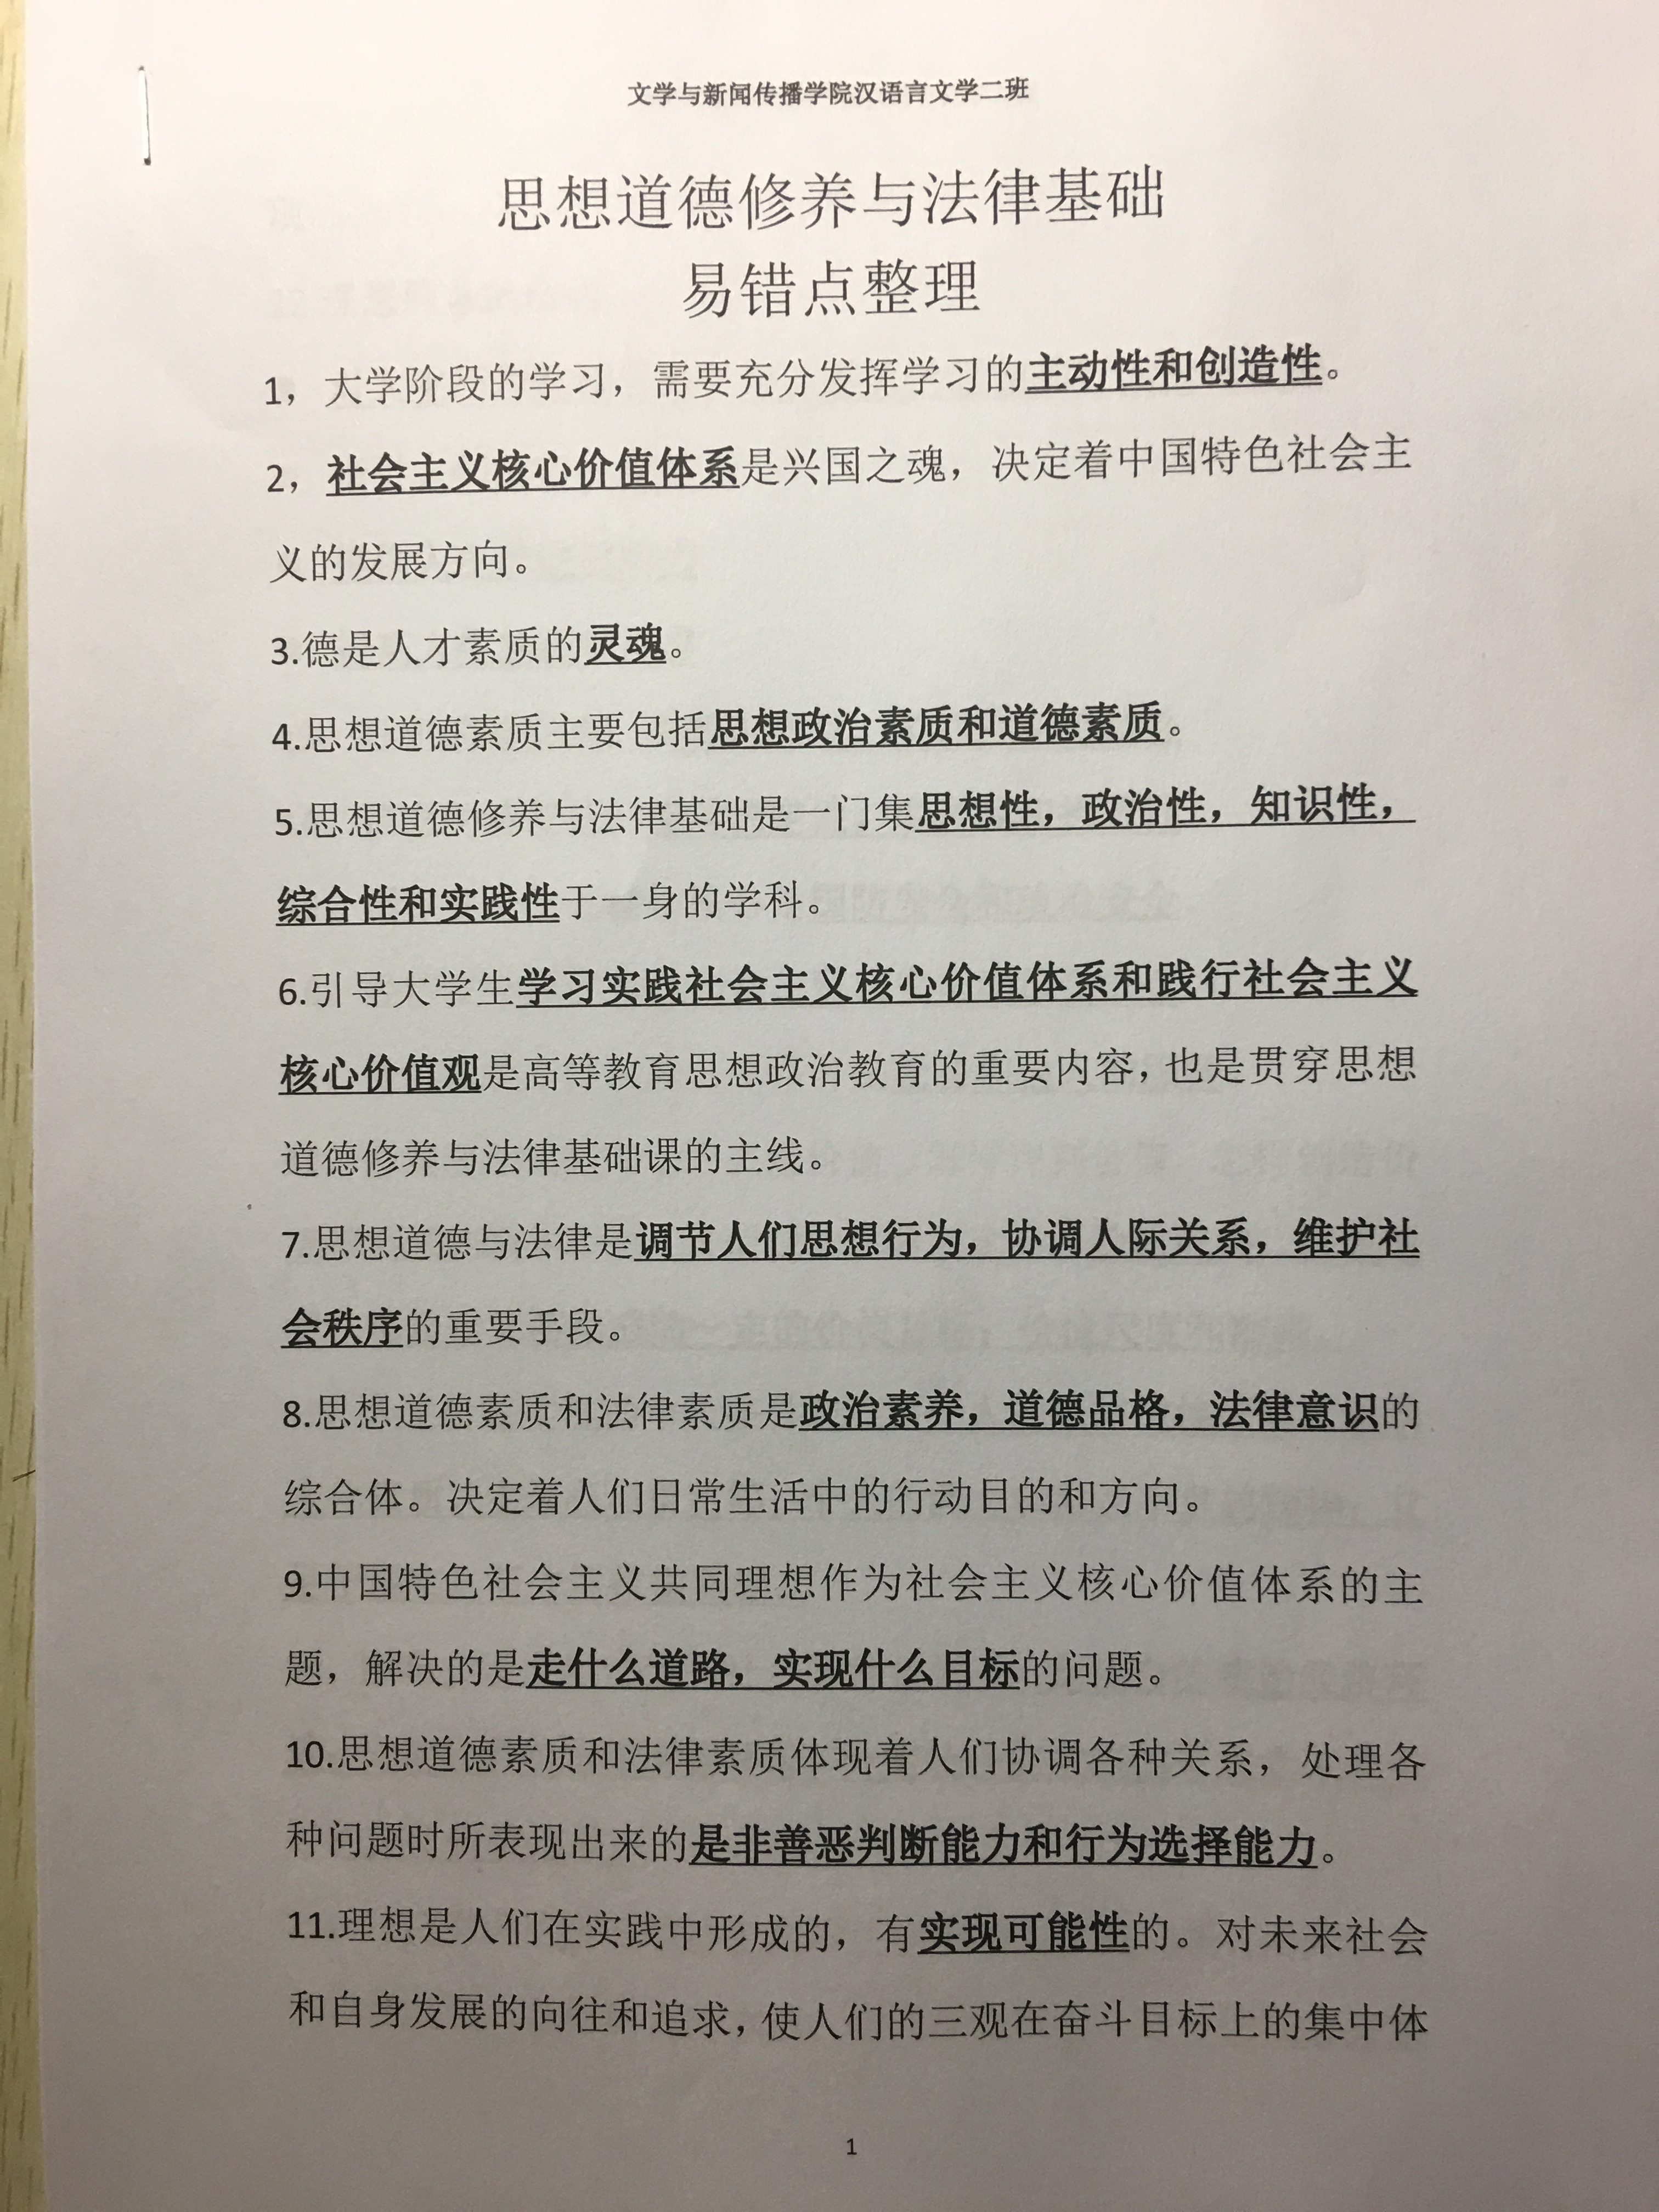 文学与新闻传播学院汉语言文学二班
思想道德修养与法律基础
易错点整理
1，大学阶段的学习，需要充分发挥学习的主动性和创造性。
2，社会主义核心价值体系是兴国之魂，决定着中国特色社会主
义的发展方向。
3.德是人才素质的灵魂。
4.思想道德素质主要包括思想政治素质和道德素质。
5.思想道德修养与法律基础是一门集思想性，政治性，知识性，
综合性和实践性于一身的学科。
6.引导大学生学习实践社会主义核心价值体系和践行社会主义
核心价值观是高等教育思想政治教育的重要内容，也是贯穿思想
道德修养与法律基础课的主线。
7.思想道德与法律是调节人们思想行为，协调人际关系，维护社
会秩序的重要手段。
8.思想道德素质和法律素质是政治素养，道德品格，法律意识的
综合体。决定着人们日常生活中的行动目的和方向。
9.中国特色社会主义共同理想作为社会主义核心价值体系的主
题，解决的是走什么道路，实现什么目标的问题。
10.思想道德素质和法律素质体现着人们协调各种关系，处理各
种问题时所表现出来的是非善恶判断能力和行为选择能力。
11.理想是人们在实践中形成的，有实现可能性的。对未来社会
和自身发展的向往和追求，使人们的三观在奋斗目标上的集中体
1